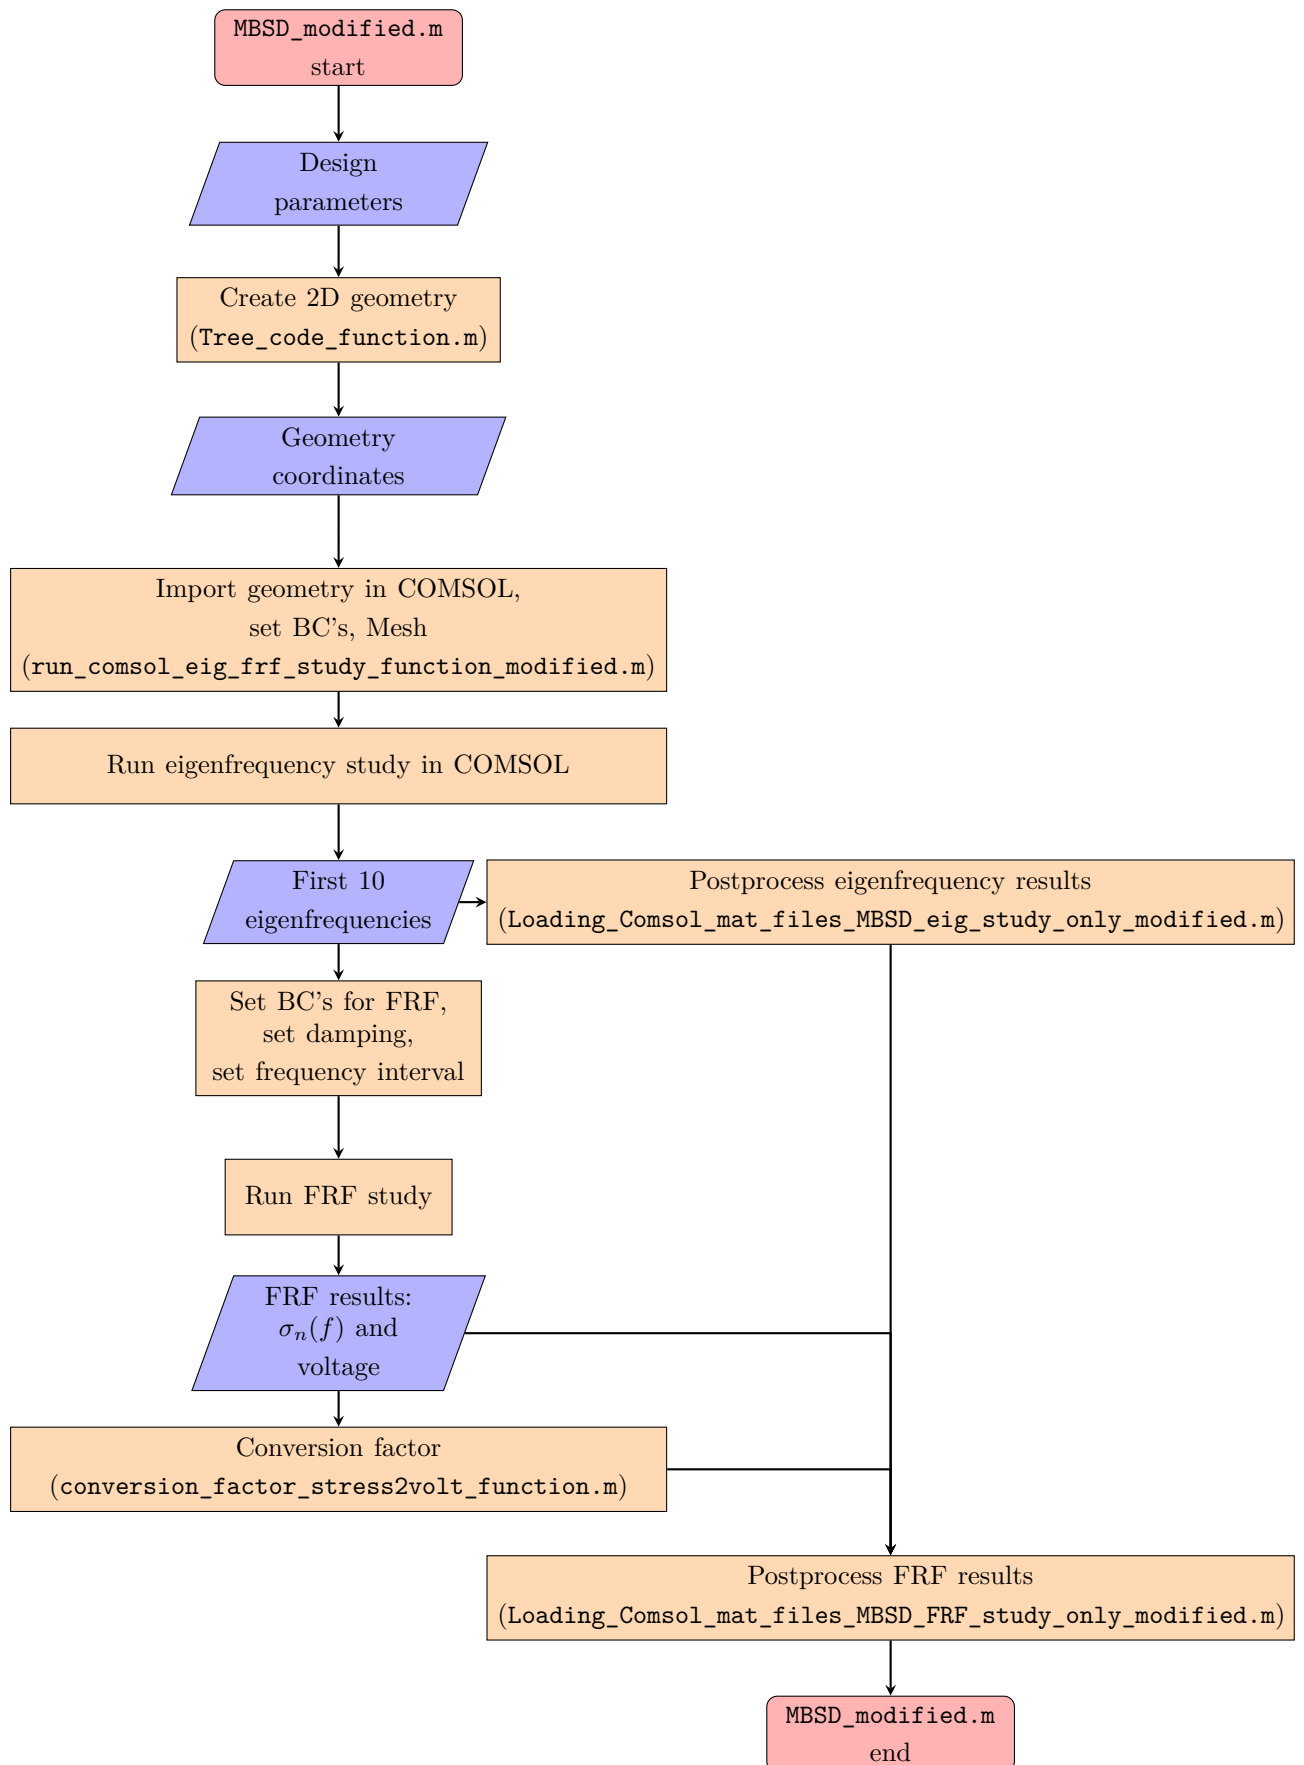 MBSD_modified.m
start
Design
parameters
Create 2D geometry
(Tree_code_function.m)
Geometry
coordinates
Import geometry in COMSOL,
set BC's, Mesh
(run_comsol_eig_frf_study_function_modified.m)
Run eigenfrequency study in COMSOL
First 10
eigenfrequencies
Postprocess eigenfrequency results
(Loading_Comsol_mat_files_MBSD_eig_study_only_modified.m)
Set BC's for FRF,
set damping,
set frequency interval
Run FRF study
FRF results:
σₙ(f) and
voltage
Conversion factor
(conversion_factor_stress2volt_function.m)
Postprocess FRF results
(Loading_Comsol_mat_files_MBSD_FRF_study_only_modified.m)
MBSD_modified.m
end